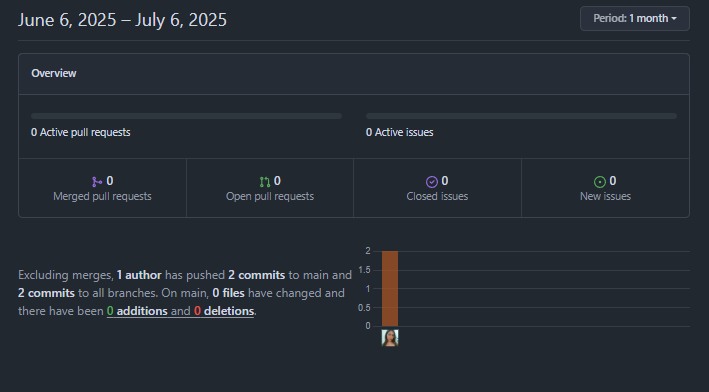 June 6, 2025 – July 6, 2025
Period: 1 month
Overview
0 Active pull requests
0 Active issues
0
Merged pull requests
0
Open pull requests
0
Closed issues
0
New issues
Excluding merges, 1 author has pushed 2 commits to main and
2 commits to all branches. On main, 0 files have changed and
there have been 0 additions and 0 deletions.
2
1.5
1
0.5
0